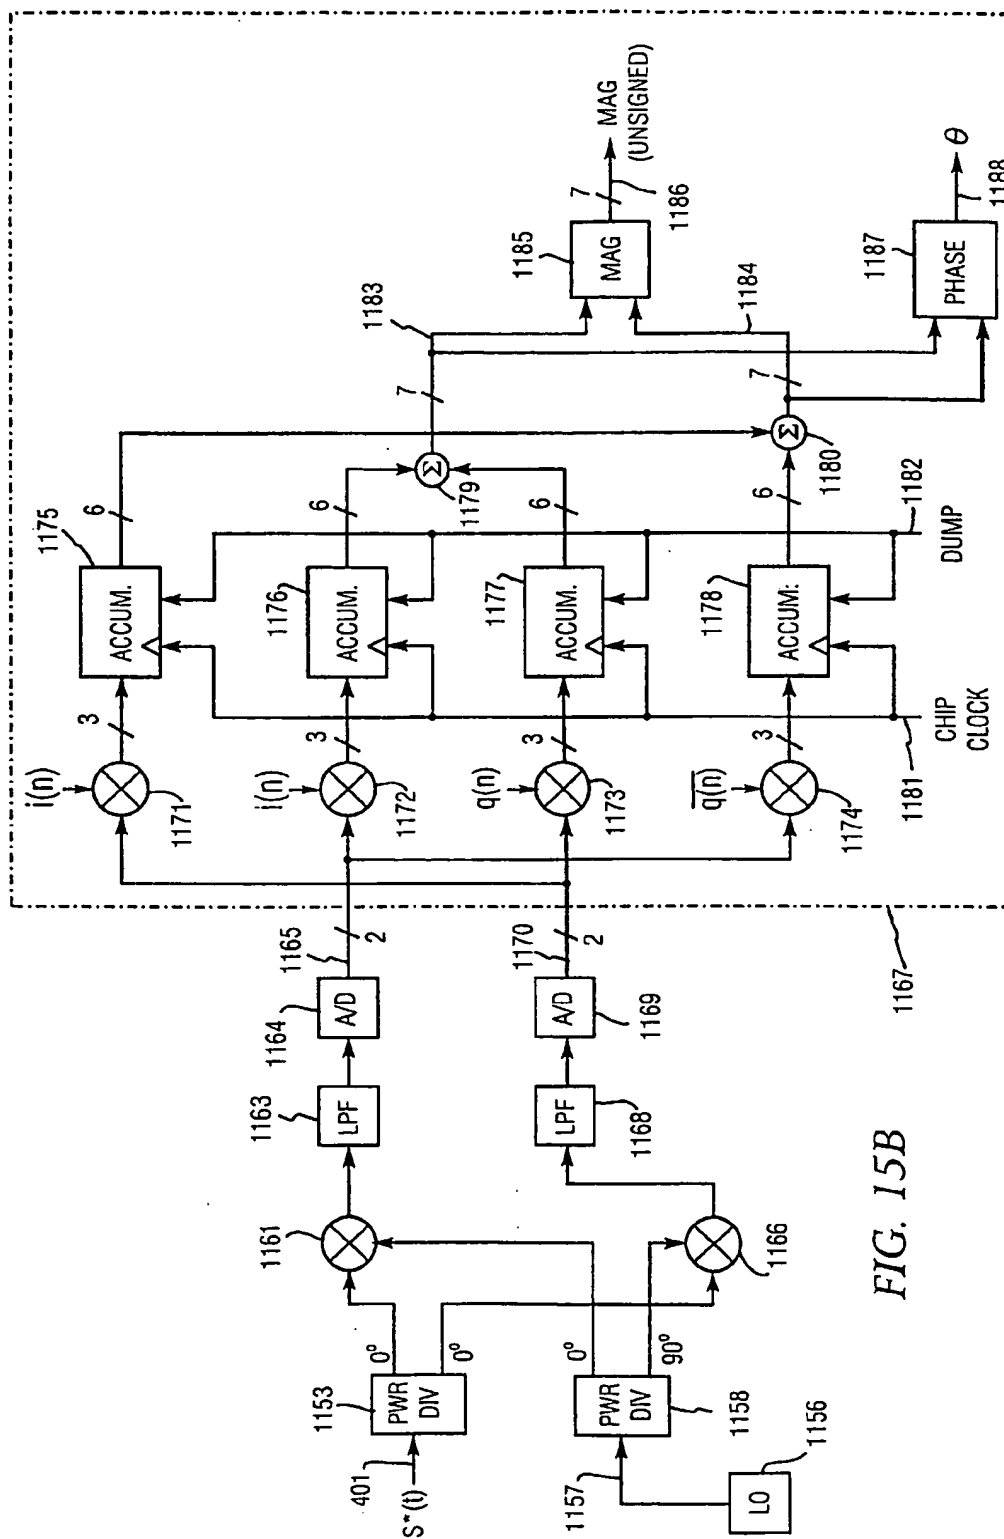 S*(t)
401
1153
PWR
DIV
0°
0°
1157
LO
1156
PWR
DIV
1158
0°
90°
1161
1166
1163
LPF
LPF
1168
1164
A/D
A/D
1169
1165
2
1170
2
1167
i(n)
1171
3
i(n)
1172
3
q(n)
1173
3
q(n)
1174
3
1175
ACCUM.
6
1176
ACCUM.
6
1177
ACCUM.
6
1178
ACCUM:
6
1181
CHIP
CLOCK
1182
DUMP
Σ
1179
Σ
1180
7
1183
7
1184
1185
MAG
7
1186
MAG
(UNSIGNED)
1187
PHASE
θ
1188
FIG. 15B